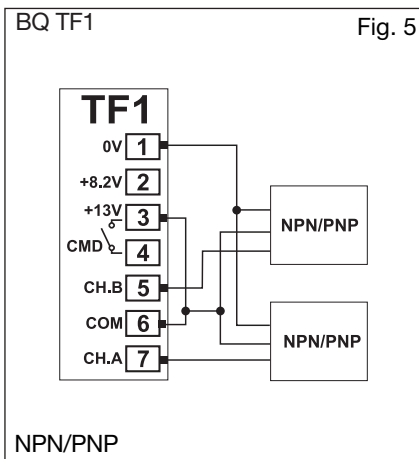 BQ TF1 Fig. 5
TF1
0V 1
+8.2V 2
+13V 3
CMD 4
CH.B 5
COM 6
CH.A 7
NPN/PNP
NPN/PNP
NPN/PNP